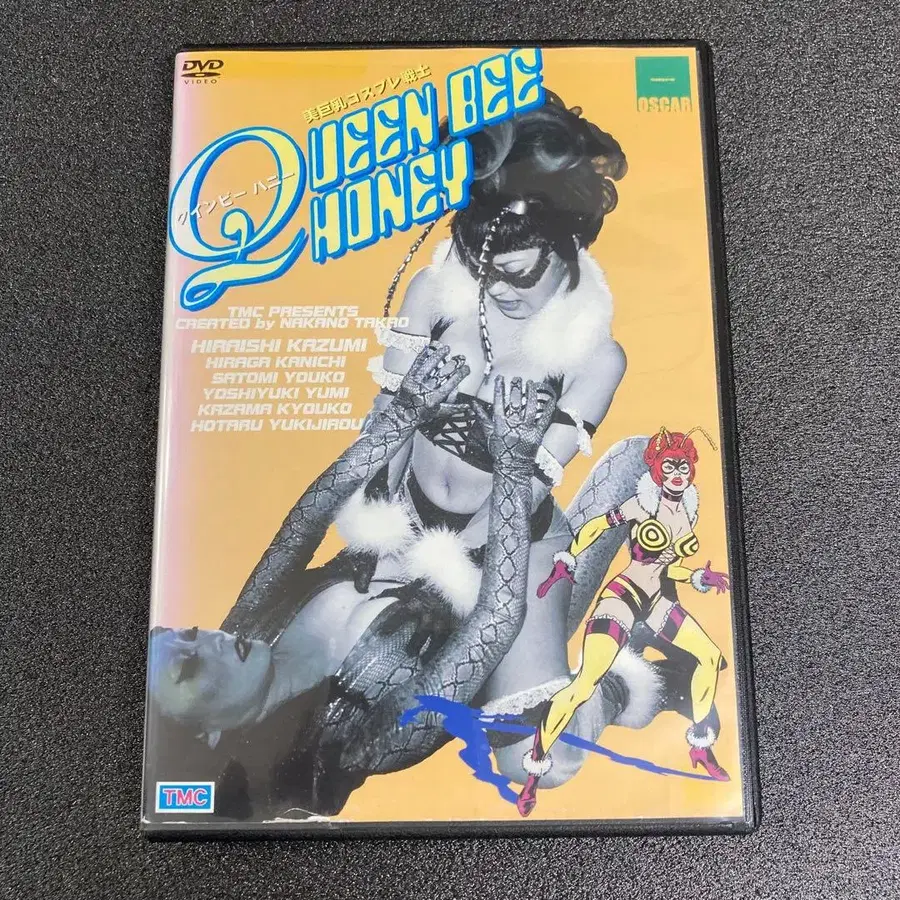 DVD
VIDEO
美巨乳コスプレ戦士
QUEEN BEE
HONEY
クインビー ハニー
OSCAR
TMC PRESENTS
CREATED by NAKANO TAKAO
HIRAISHI KAZUMI
HIRAGA KANICHI
SATOMI YOUKO
YOSHIYUKI YUMI
KAZAMA KYOUKO
HOTARU YUKIJIROU
TMC